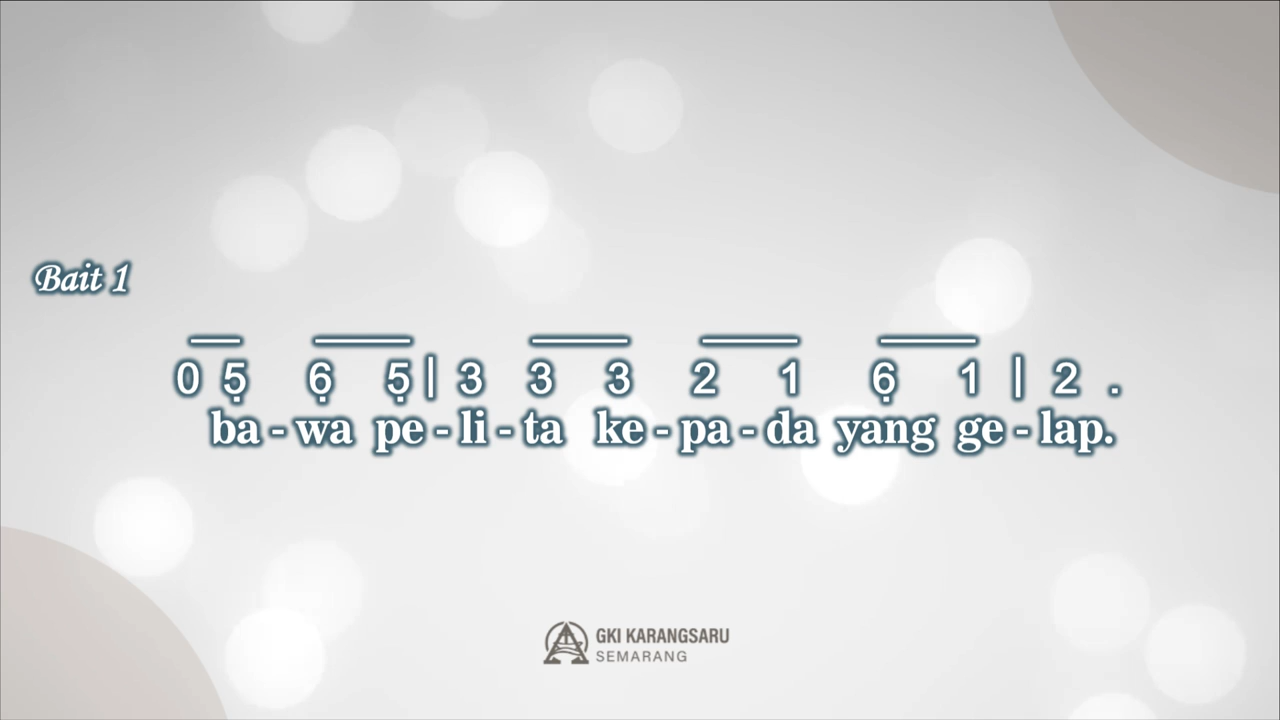 Bait 1
0 5̣ 6̣ 5̣ | 3 3 3 2 1 6̣ 1 | 2 .
ba - wa pe - li - ta ke - pa - da yang ge - lap.
GKI KARANGSARU
SEMARANG